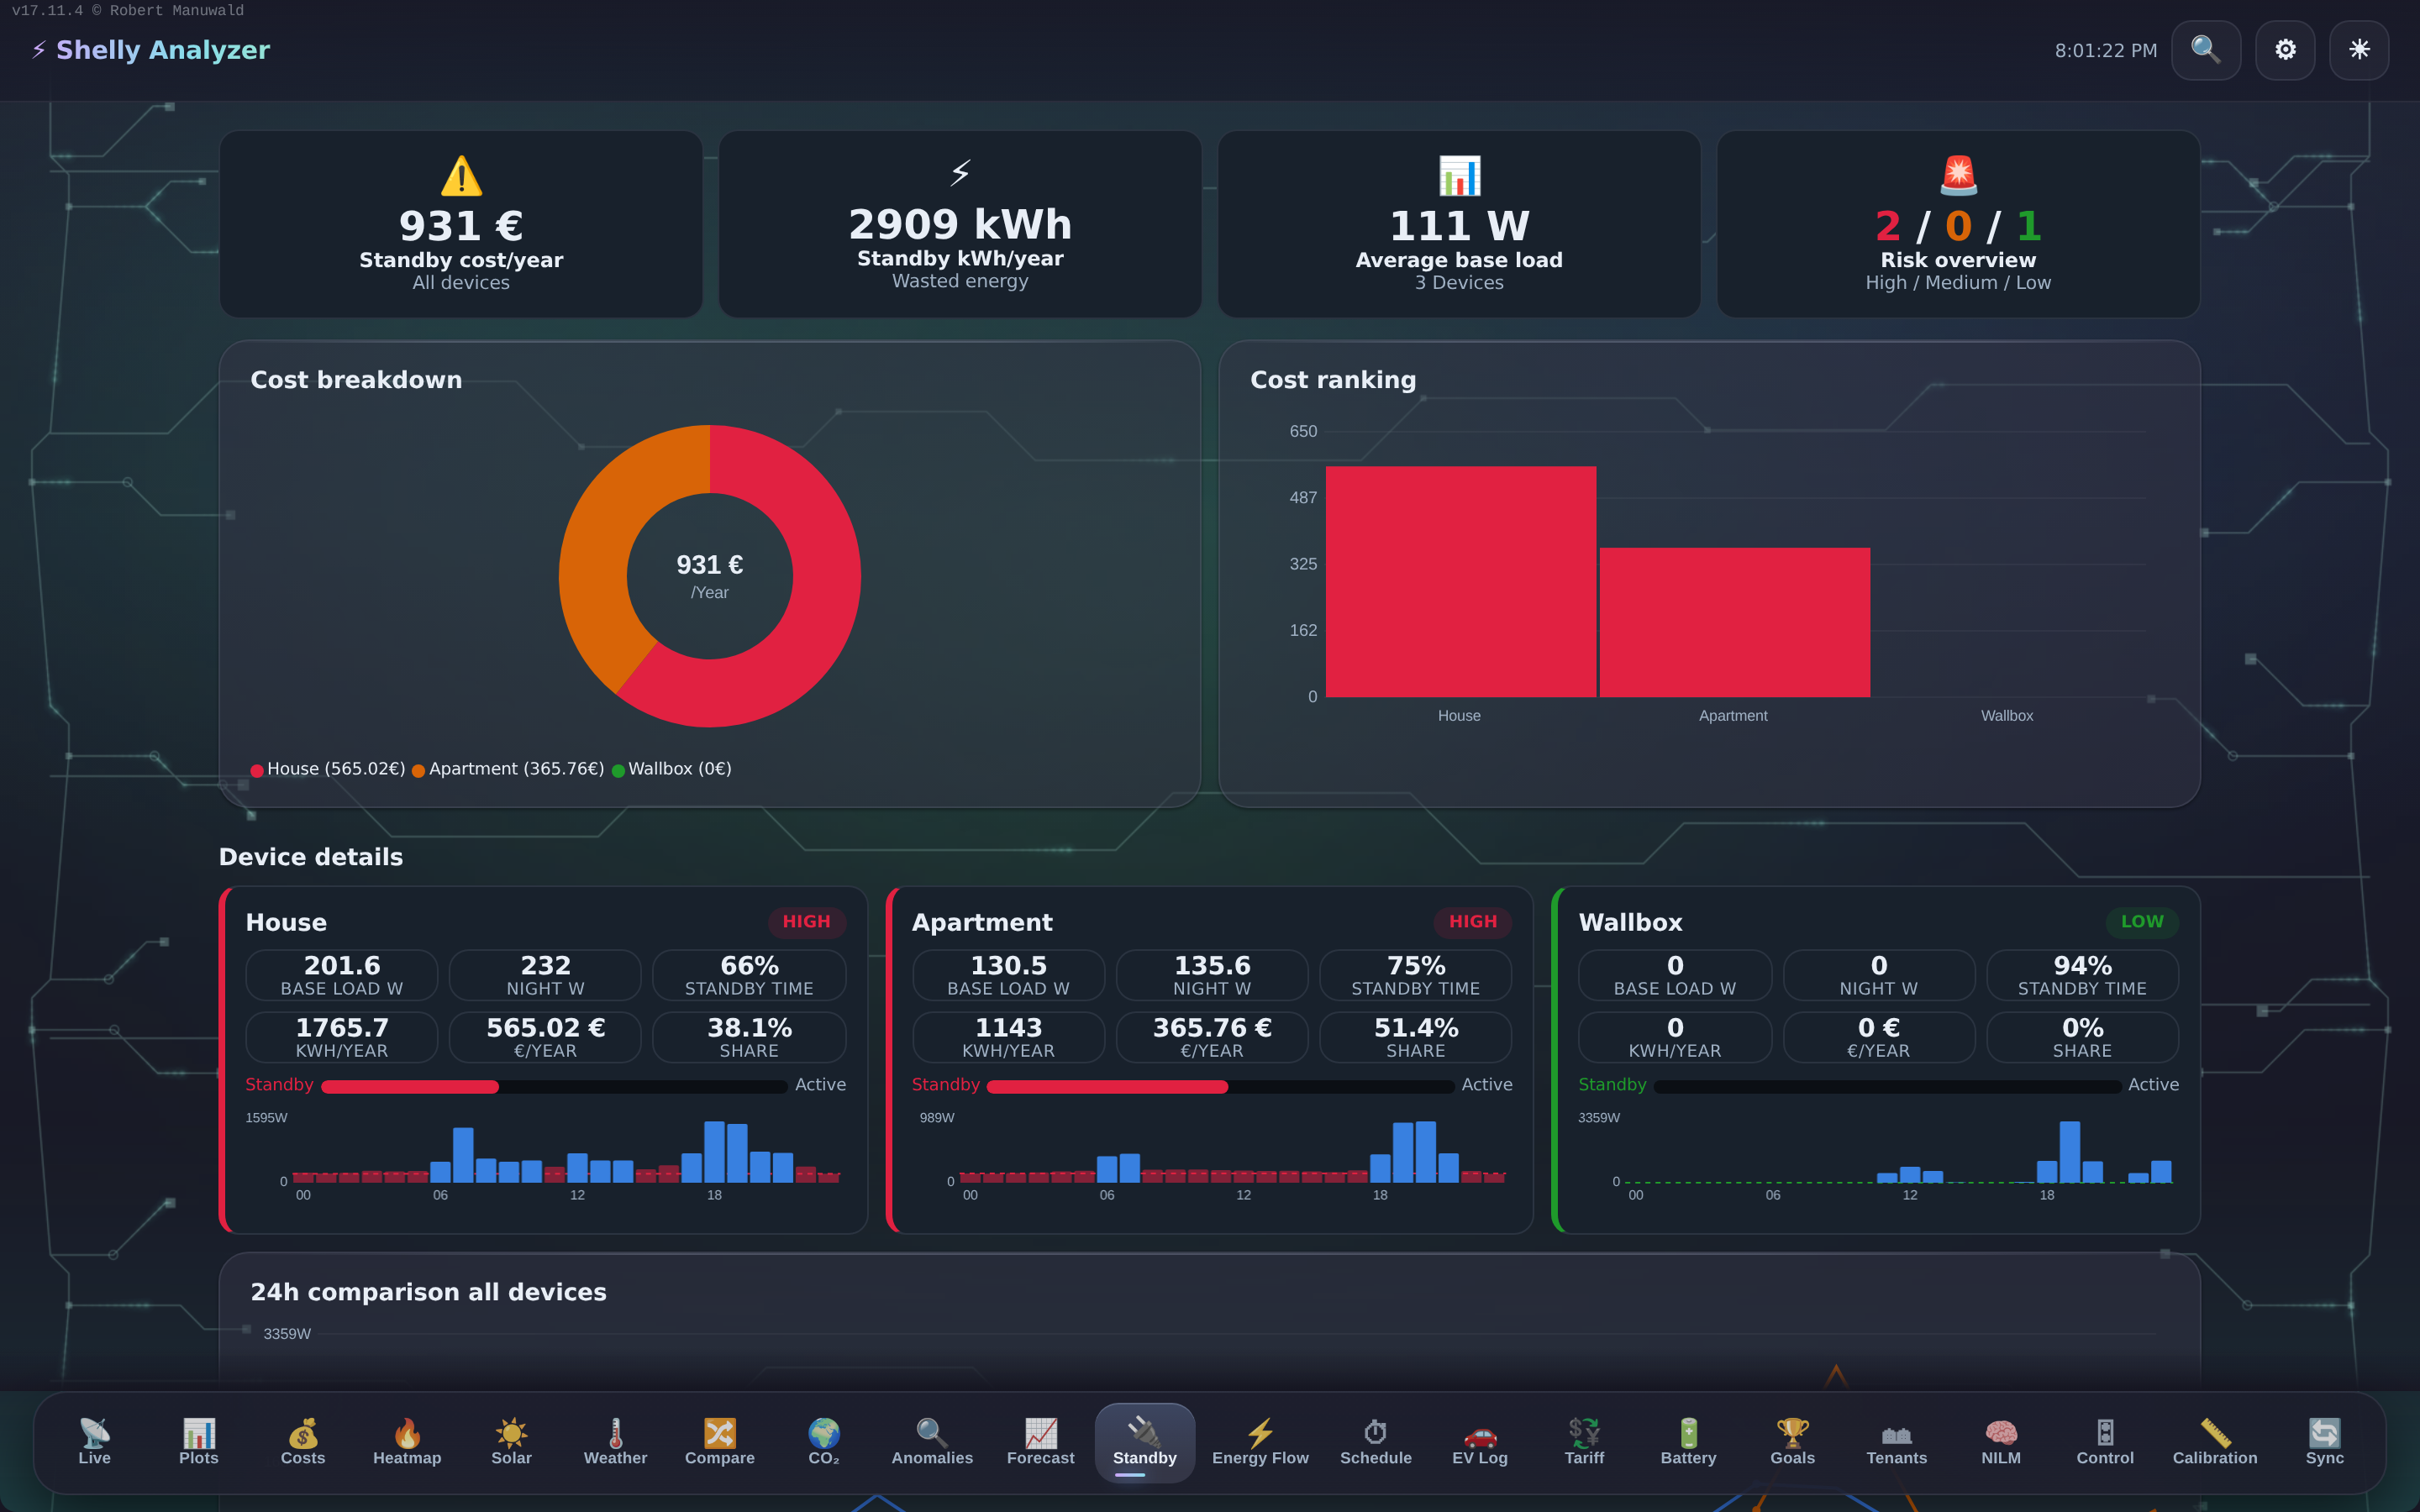 v17.11.4 © Robert Manuwald
⚡ Shelly Analyzer
8:01:22 PM
931 €
Standby cost/year
All devices
2909 kWh
Standby kWh/year
Wasted energy
111 W
Average base load
3 Devices
2 / 0 / 1
Risk overview
High / Medium / Low
Cost breakdown
931 €
/Year
House (565.02€) Apartment (365.76€) Wallbox (0€)
Cost ranking
650
487
325
162
0
House Apartment Wallbox
Device details
House HIGH
201.6 232 66%
BASE LOAD W NIGHT W STANDBY TIME
1765.7 565.02 € 38.1%
KWH/YEAR €/YEAR SHARE
Standby Active
1595W
0
00 06 12 18
Apartment HIGH
130.5 135.6 75%
BASE LOAD W NIGHT W STANDBY TIME
1143 365.76 € 51.4%
KWH/YEAR €/YEAR SHARE
Standby Active
989W
0
00 06 12 18
Wallbox LOW
0 0 94%
BASE LOAD W NIGHT W STANDBY TIME
0 0 € 0%
KWH/YEAR €/YEAR SHARE
Standby Active
3359W
0
00 06 12 18
24h comparison all devices
3359W
Live Plots Costs Heatmap Solar Weather Compare CO₂ Anomalies Forecast Standby Energy Flow Schedule EV Log Tariff Battery Goals Tenants NILM Control Calibration Sync